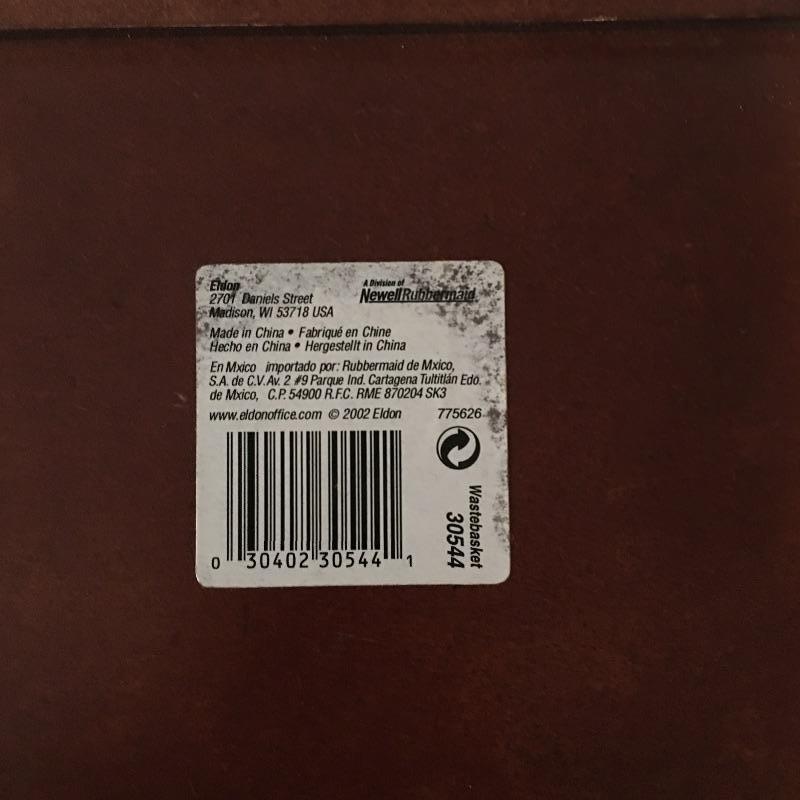 Eldon
2701 Daniels Street
Madison, WI 53718 USA
A Division of
Newell Rubbermaid
Made in China • Fabriqué en Chine
Hecho en China • Hergestellt in China
En Mxico importado por: Rubbermaid de Mxico,
S.A. de C.V. Av. 2 #9 Parque Ind. Cartagena Tultitlán Edo.
de Mxico, C.P. 54900 R.F.C. RME 870204 SK3
www.eldonoffice.com © 2002 Eldon 775626
Wastebasket
30544
0 30402 30544 1